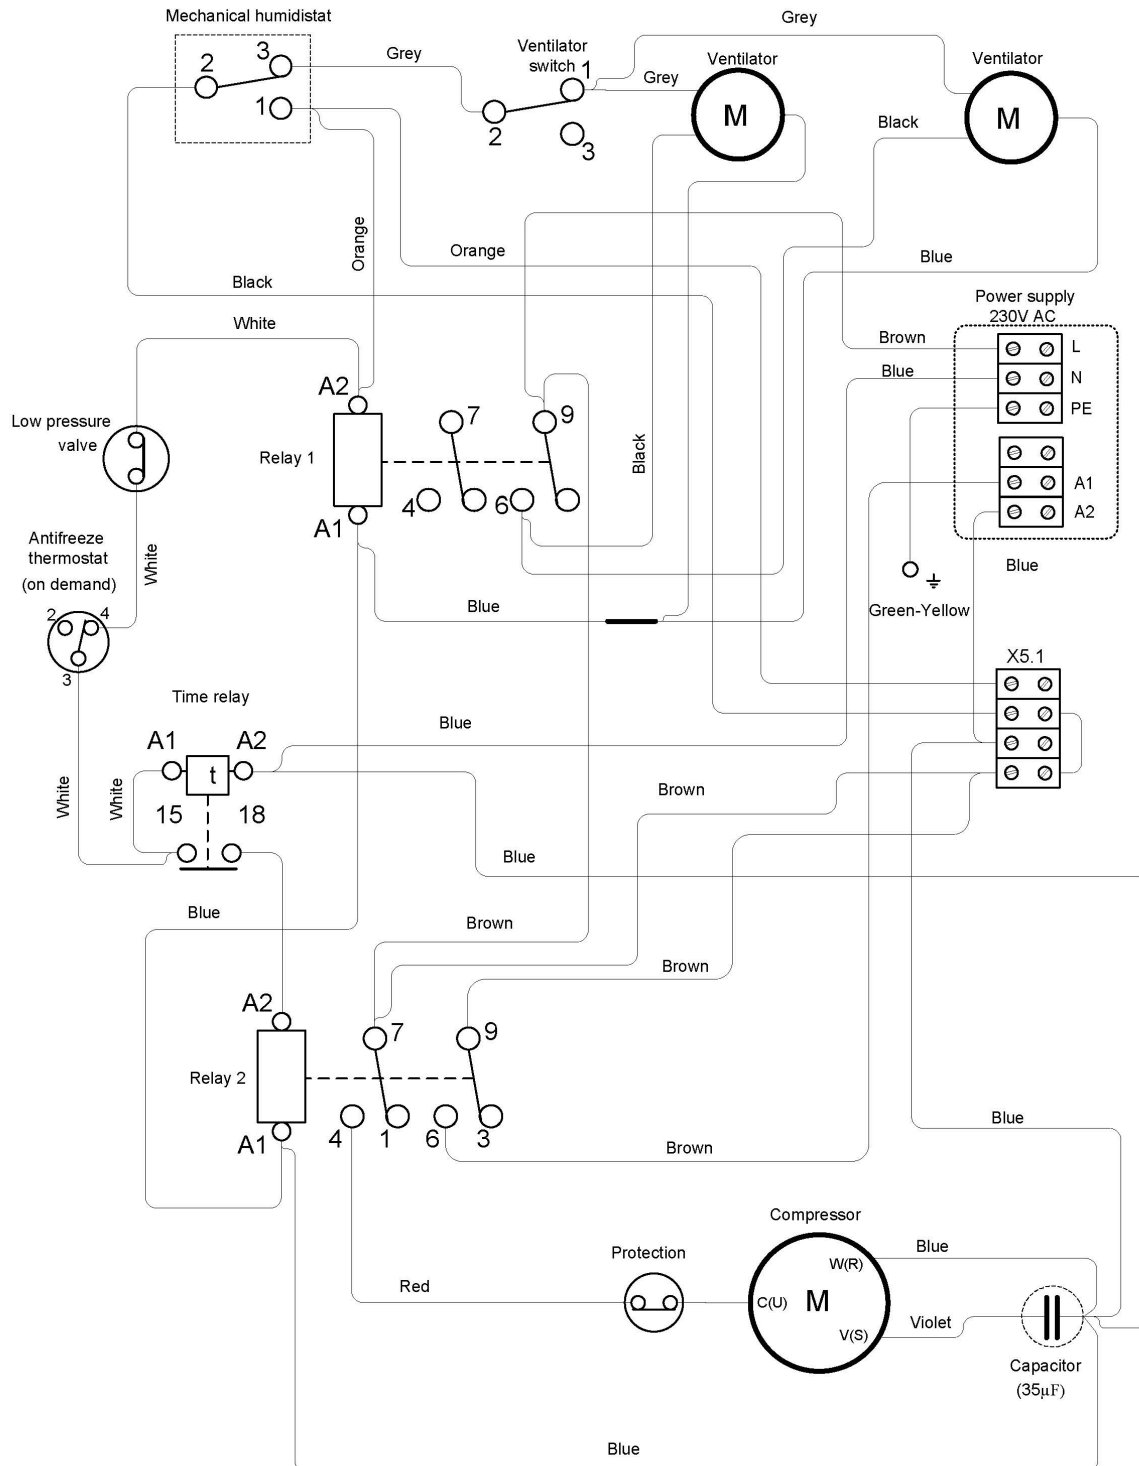 Mechanical humidistat
Grey
Grey
Ventilator
switch
1
Grey
Ventilator
Ventilator
3
2
1
2
3
M
M
Black
Orange
Orange
Blue
Black
Power supply
230V AC
White
Brown
L
Blue
N
PE
A2
7
9
Low pressure
valve
Relay 1
Black
A1
4
6
A2
A1
Antifreeze
thermostat
(on demand)
White
Blue
2
4
Blue
Green-Yellow
3
X5.1
Time relay
Blue
A1
A2
t
White
White
15
18
Brown
Blue
Blue
Brown
Brown
A2
7
9
Relay 2
A1
4
1
6
3
Blue
Brown
Compressor
Protection
Blue
W(R)
Red
C(U)
M
Violet
V(S)
Capacitor
(35µF)
Blue